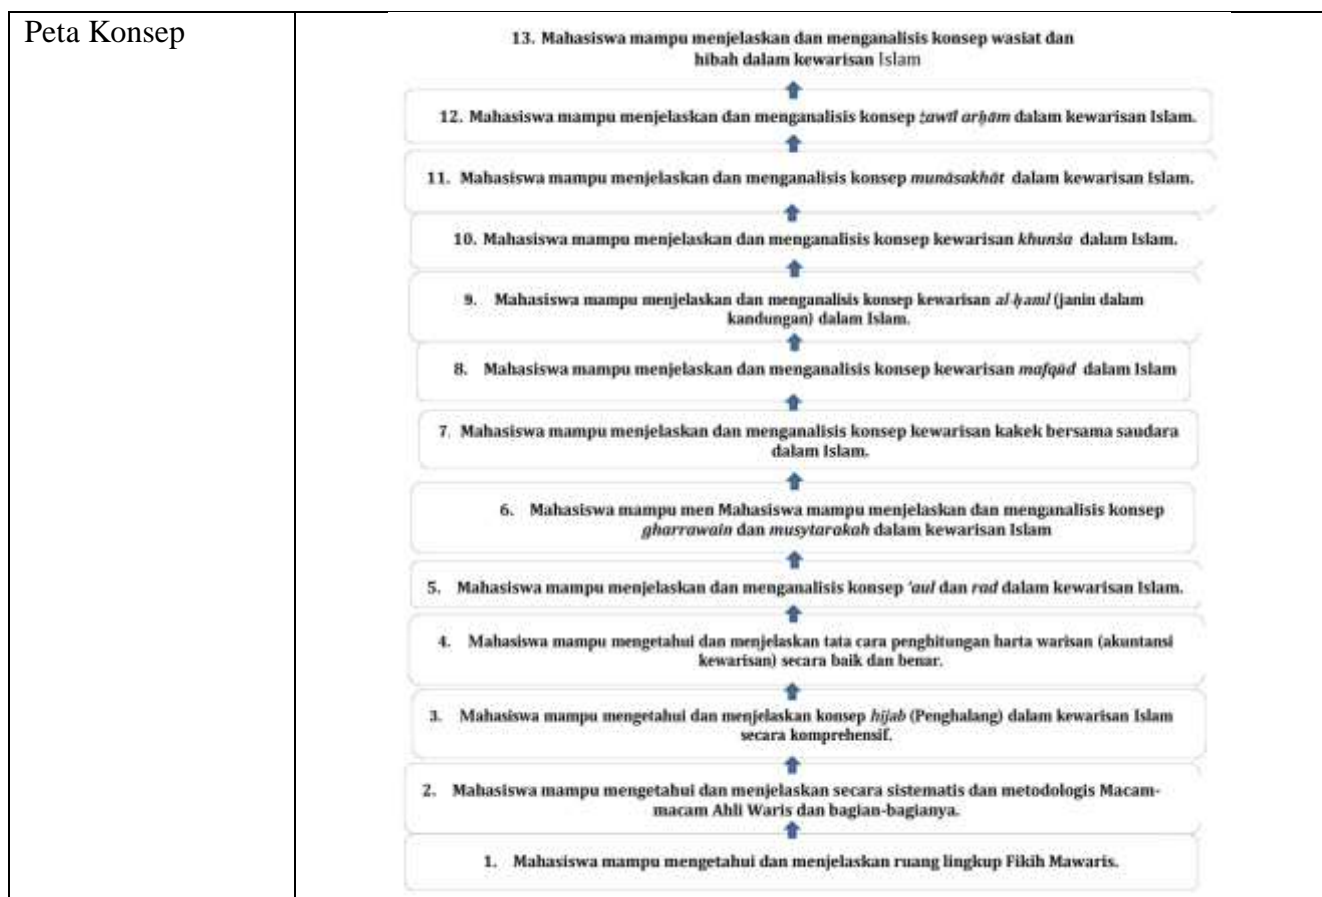 Peta Konsep
13. Mahasiswa mampu menjelaskan dan menganalisis konsep wasiat dan
hibah dalam kewarisan Islam
12. Mahasiswa mampu menjelaskan dan menganalisis konsep żawīl arḥām dalam kewarisan Islam.
11. Mahasiswa mampu menjelaskan dan menganalisis konsep munāsakhāt dalam kewarisan Islam.
10. Mahasiswa mampu menjelaskan dan menganalisis konsep kewarisan khunśa dalam Islam.
9. Mahasiswa mampu menjelaskan dan menganalisis konsep kewarisan al-ḥaml (janin dalam
kandungan) dalam Islam.
8. Mahasiswa mampu menjelaskan dan menganalisis konsep kewarisan mafqūd dalam Islam
7. Mahasiswa mampu menjelaskan dan menganalisis konsep kewarisan kakek bersama saudara
dalam Islam.
6. Mahasiswa mampu men Mahasiswa mampu menjelaskan dan menganalisis konsep
gharrawain dan musytarakah dalam kewarisan Islam
5. Mahasiswa mampu menjelaskan dan menganalisis konsep 'aul dan rad dalam kewarisan Islam.
4. Mahasiswa mampu mengetahui dan menjelaskan tata cara penghitungan harta warisan (akuntansi
kewarisan) secara baik dan benar.
3. Mahasiswa mampu mengetahui dan menjelaskan konsep hijab (Penghalang) dalam kewarisan Islam
secara komprehensif.
2. Mahasiswa mampu mengetahui dan menjelaskan secara sistematis dan metodologis Macam-
macam Ahli Waris dan bagian-bagianya.
1. Mahasiswa mampu mengetahui dan menjelaskan ruang lingkup Fikih Mawaris.